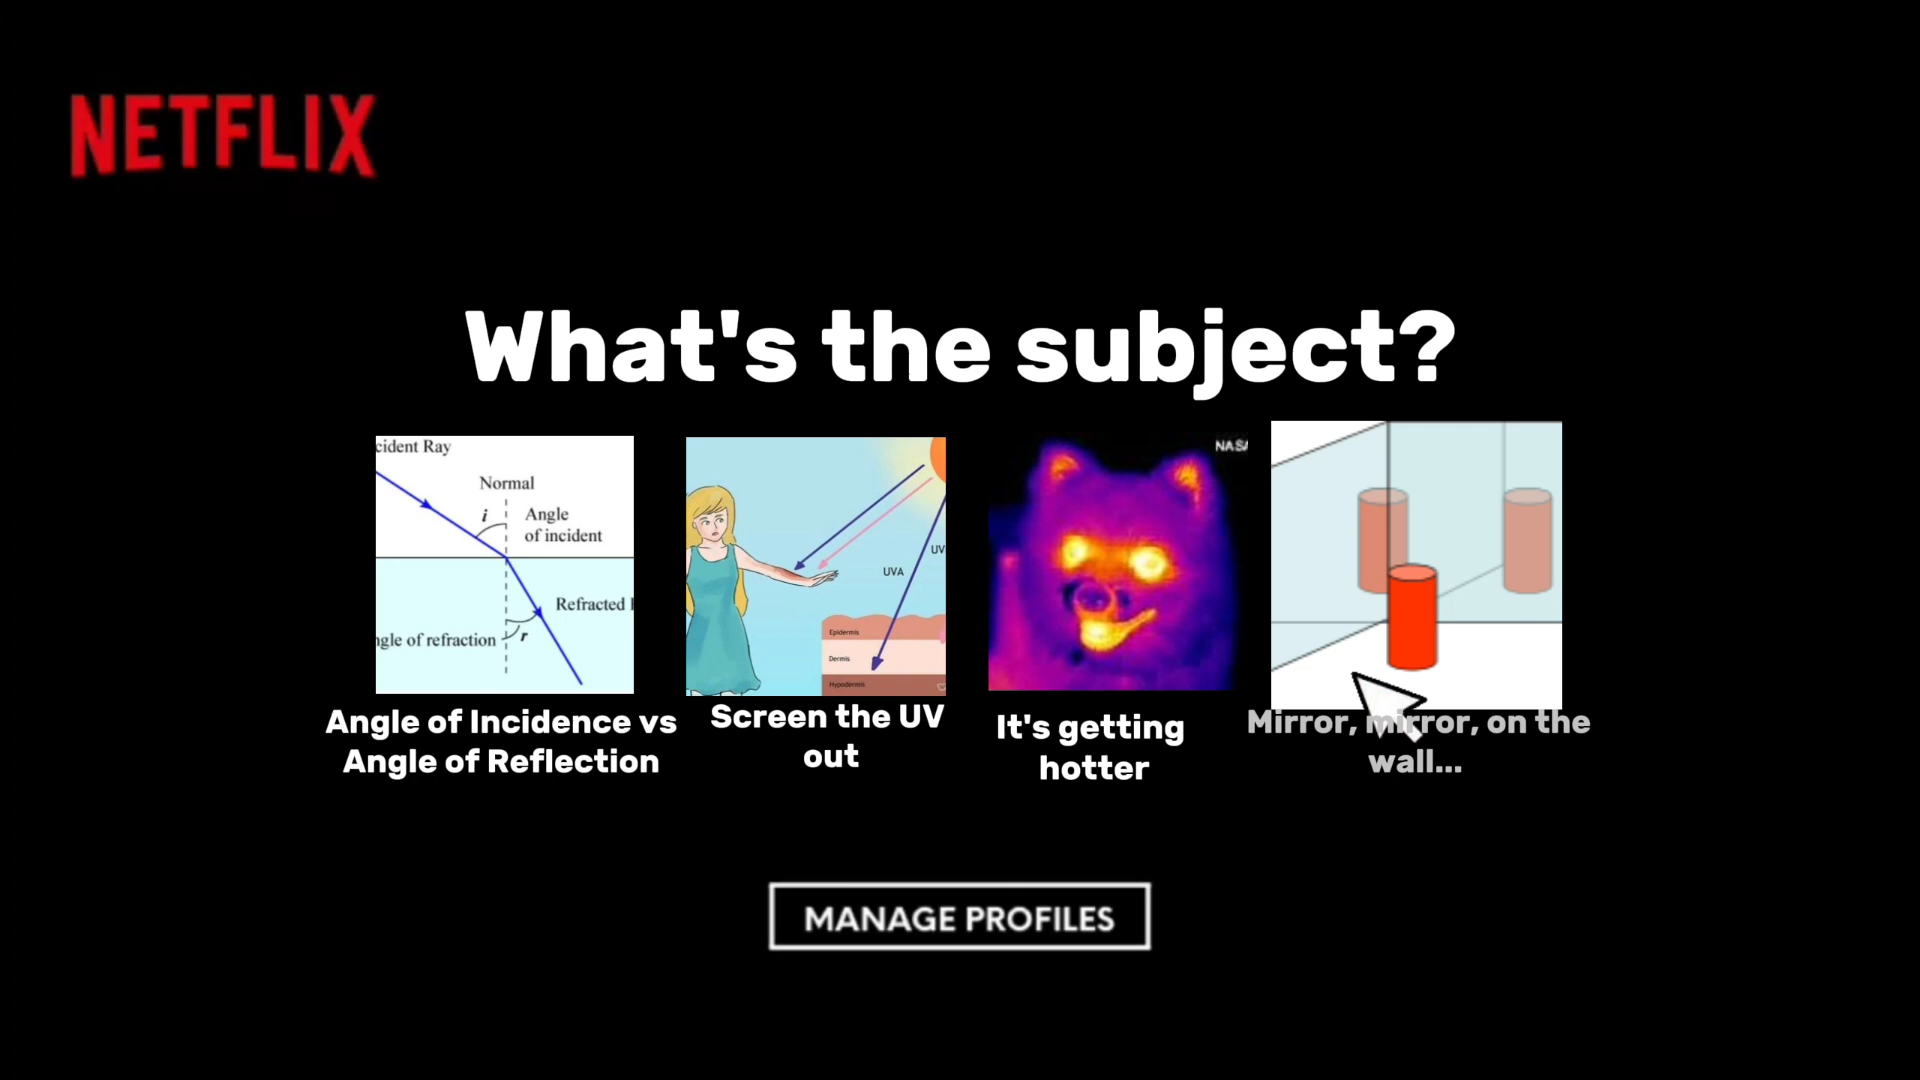 NETFLIX
What's the subject?
cident Ray
Normal
i
Angle
of incident
Refracted
ngle of refraction
r
UV
UVA
Epidermis
Dermis
Hypodermis
NASA
Angle of Incidence vs
Angle of Reflection
Screen the UV
out
It's getting
hotter
Mirror, mirror, on the
wall...
MANAGE PROFILES